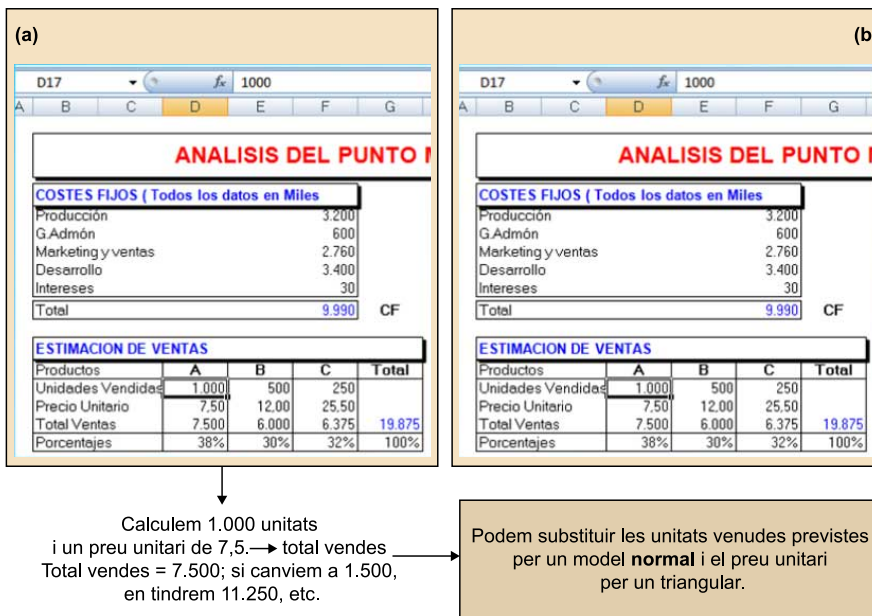 (a)
D17 fx 1000
A B C D E F G
ANALISIS DEL PUNTO
COSTES FIJOS ( Todos los datos en Miles
Producción 3.200
G.Admón 600
Marketing y ventas 2.760
Desarrollo 3.400
Intereses 30
Total 9.990 CF
ESTIMACION DE VENTAS
Productos A B C Total
Unidades Vendidas 1.000 500 250
Precio Unitario 7,50 12,00 25,50
Total Ventas 7.500 6.000 6.375 19.875
Porcentajes 38% 30% 32% 100%
(b
D17 fx 1000
A B C D E F G
ANALISIS DEL PUNTO
COSTES FIJOS ( Todos los datos en Miles
Producción 3.200
G.Admón 600
Marketing y ventas 2.760
Desarrollo 3.400
Intereses 30
Total 9.990 CF
ESTIMACION DE VENTAS
Productos A B C Total
Unidades Vendidas 1.000 500 250
Precio Unitario 7,50 12,00 25,50
Total Ventas 7.500 6.000 6.375 19.875
Porcentajes 38% 30% 32% 100%
Calculem 1.000 unitats
i un preu unitari de 7,5.→ total vendes
Total vendes = 7.500; si canviem a 1.500,
en tindrem 11.250, etc.
Podem substituir les unitats venudes previstes
per un model normal i el preu unitari
per un triangular.